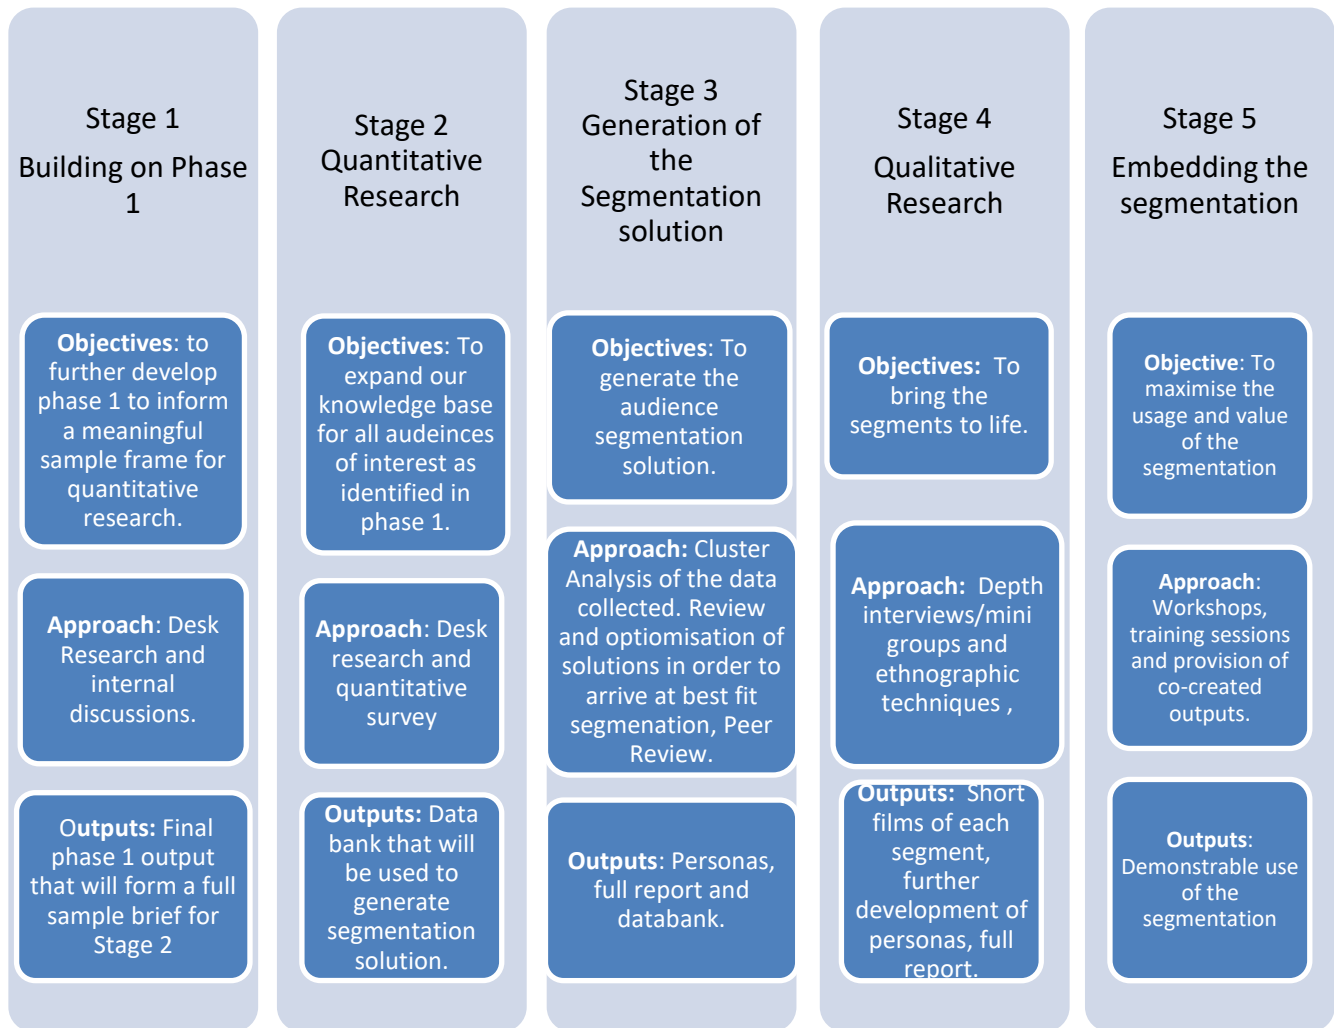 Stage 1
Building on Phase
1
Objectives: to
further develop
phase 1 to inform
a meaningful
sample frame for
quantitative
research.
Approach: Desk
Research and
internal
discussions.
Outputs: Final
phase 1 output
that will form a full
sample brief for
Stage 2
Stage 2
Quantitative
Research
Objectives: To
expand our
knowledge base
for all audeinces
of interest as
identified in
phase 1.
Approach: Desk
research and
quantitative
survey
Outputs: Data
bank that will
be used to
generate
segmentation
solution.
Stage 3
Generation of
the
Segmentation
solution
Objectives: To
generate the
audience
segmentation
solution.
Approach: Cluster
Analysis of the data
collected. Review
and optiomisation of
solutions in order to
arrive at best fit
segmenation, Peer
Review.
Outputs: Personas,
full report and
databank.
Stage 4
Qualitative
Research
Objectives: To
bring the
segments to life.
Approach: Depth
interviews/mini
groups and
ethnographic
techniques ,
Outputs: Short
films of each
segment,
further
development of
personas, full
report.
Stage 5
Embedding the
segmentation
Objective: To
maximise the
usage and value
of the
segmentation
Approach:
Workshops,
training sessions
and provision of
co-created
outputs.
Outputs:
Demonstrable use
of the
segmentation